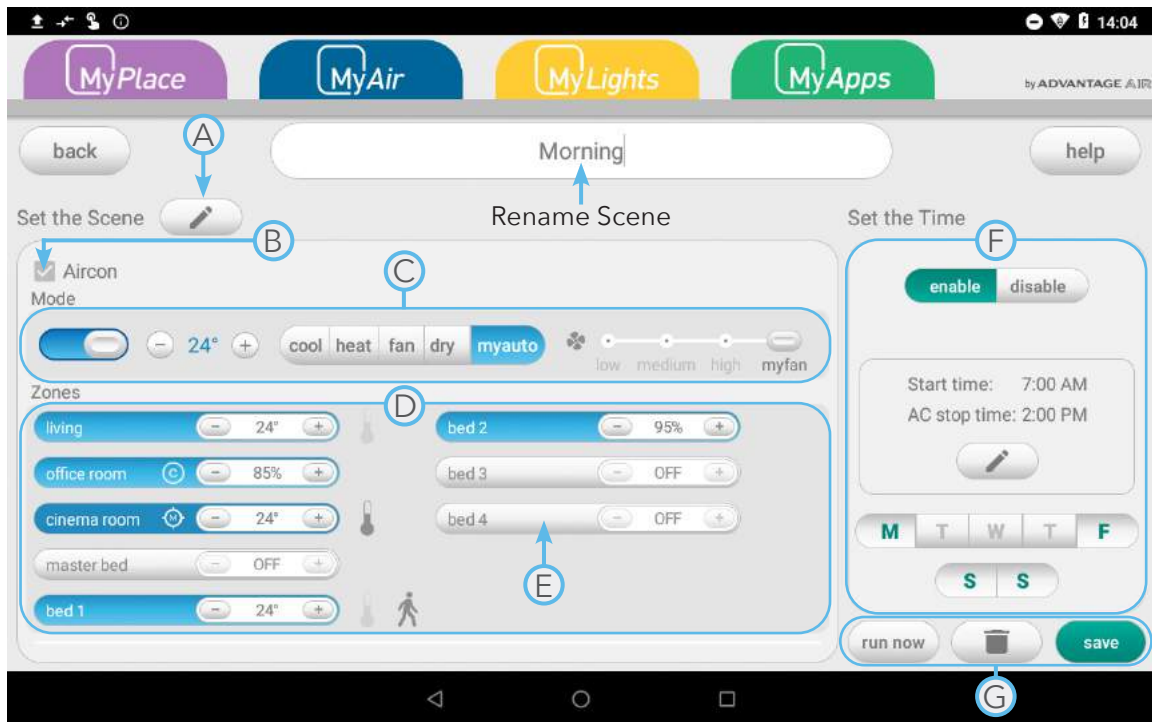 14:04
MyPlace MyAir MyLights MyApps by ADVANTAGE AIR
A
back Morning help
Set the Scene Rename Scene Set the Time
B F
Aircon C enable disable
Mode
24° cool heat fan dry myauto low medium high myfan
Zones
D
living 24° bed 2 95%
office room C 85% bed 3 OFF
cinema room M 24° bed 4 OFF
master bed OFF E
bed 1 24°
Start time: 7:00 AM
AC stop time: 2:00 PM
M T W T F
S S
run now save
G